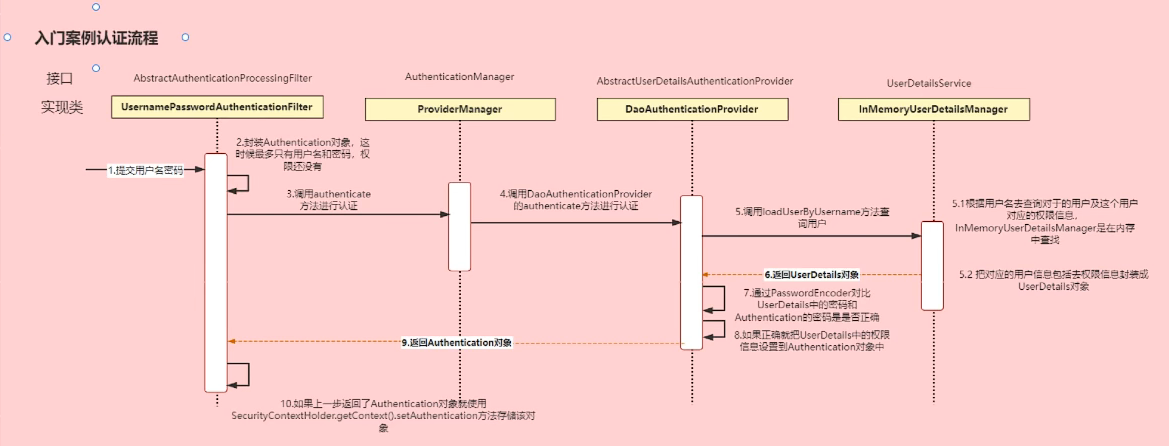 入门案例认证流程
接口
AbstractAuthenticationProcessingFilter
AuthenticationManager
AbstractUserDetailsAuthenticationProvider
UserDetailsService
实现类
UsernamePasswordAuthenticationFilter
ProviderManager
DaoAuthenticationProvider
InMemoryUserDetailsManager
1.提交用户名密码
2.封装Authentication对象，这
时候最多只有用户名和密码，权
限还没有
3.调用authenticate
方法进行认证
4.调用DaoAuthenticationProvider
的authenticate方法进行认证
5.调用loadUserByUsername方法查
询用户
5.1根据用户名去查询对于的用户及这个用户
对应的权限信息，
InMemoryUserDetailsManager是在内存
中查找
5.2 把对应的用户信息包括去权限信息封装成
UserDetails对象
6.返回UserDetails对象
7.通过PasswordEncoder对比
UserDetails中的密码和
Authentication的密码是是否正确
8.如果正确就把UserDetails中的权限
信息设置到Authentication对象中
9.返回Authentication对象
10.如果上一步返回了Authentication对象就使用
SecurityContextHolder.getContext().setAuthentication方法存储该对
象